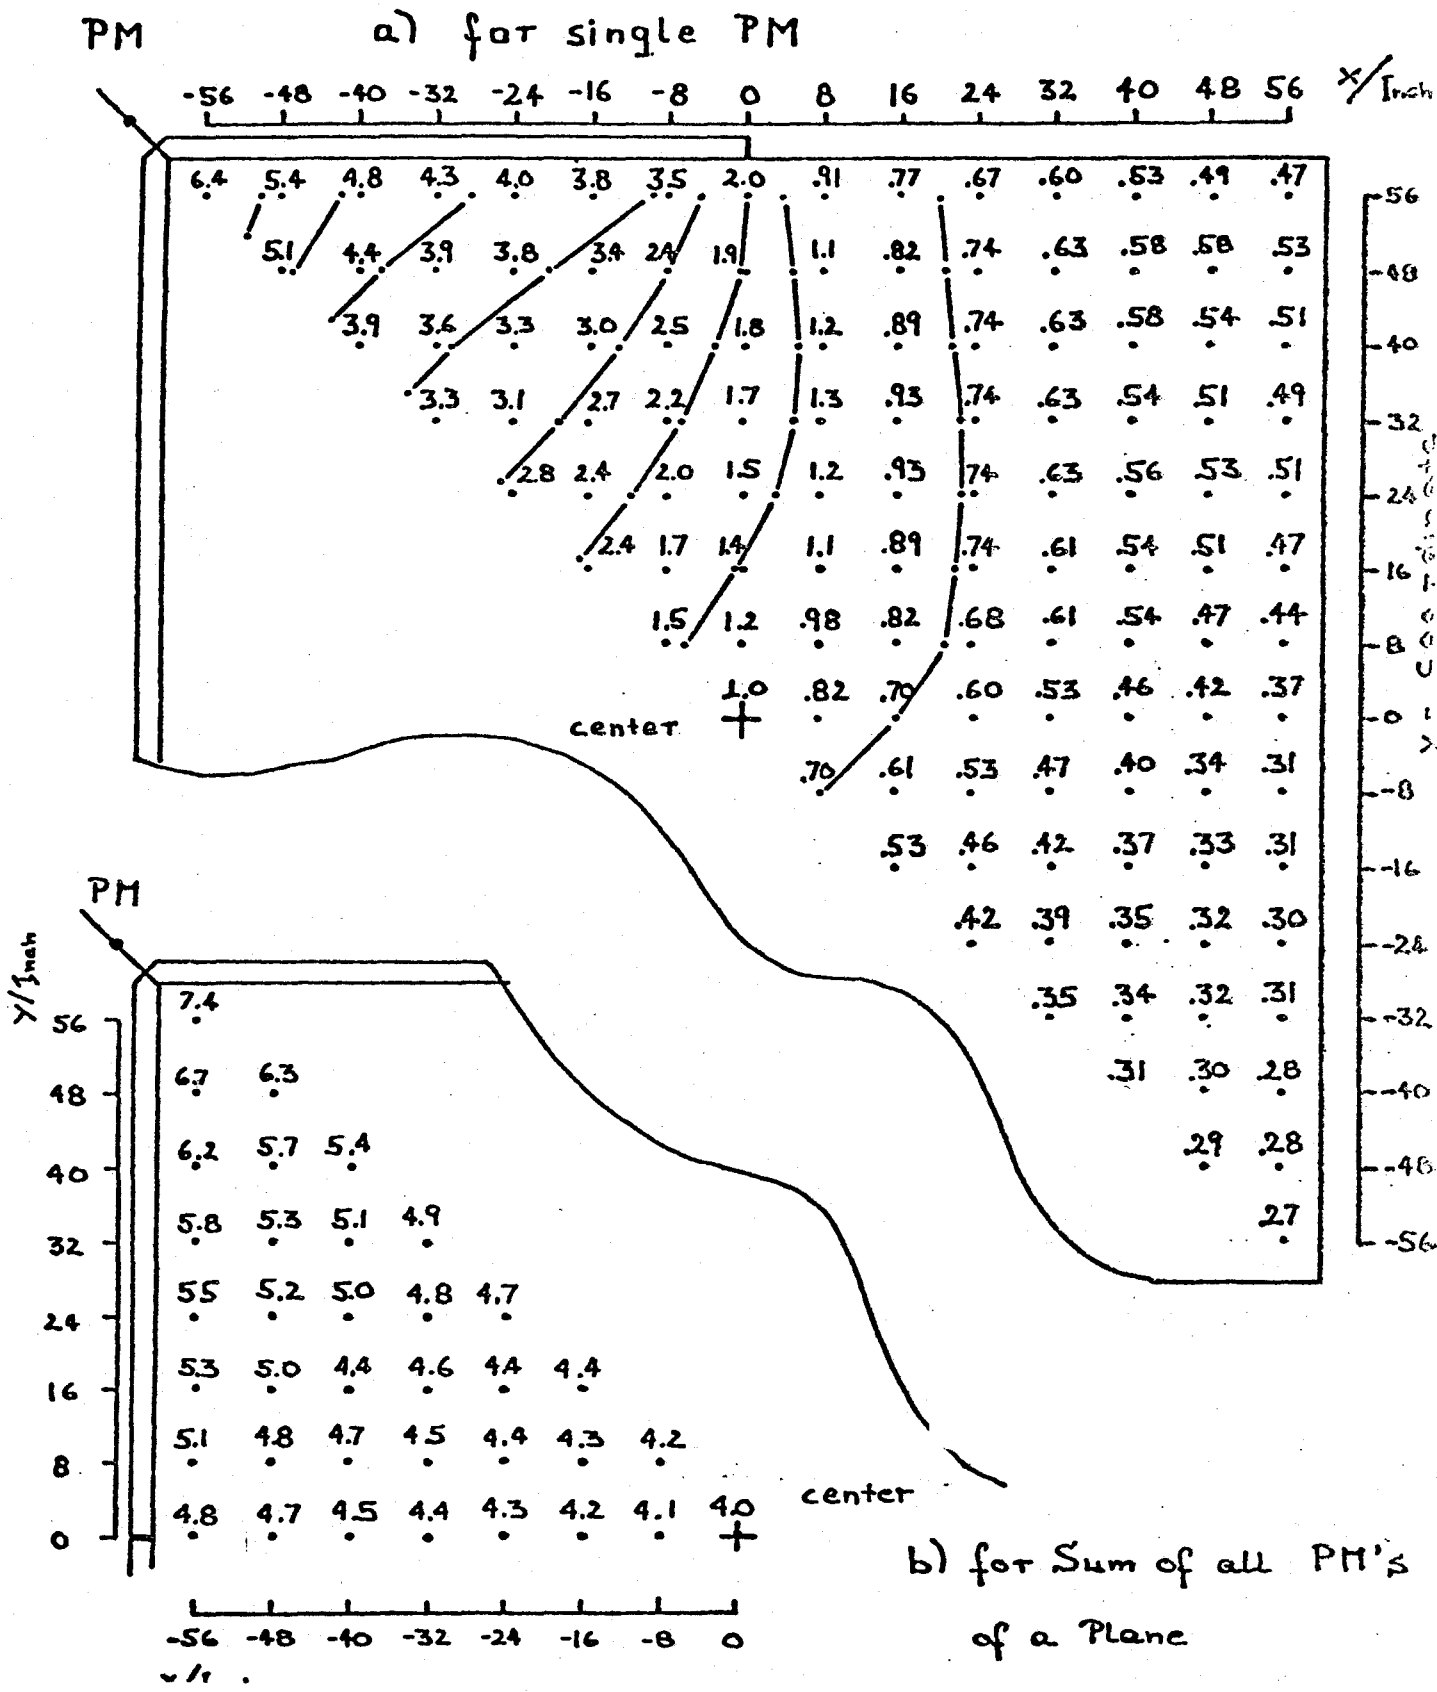 PM a) for single PM
-56 -48 -40 -32 -24 -16 -8 0 8 16 24 32 40 48 56 X/Inch
6.4 5.4 4.8 4.3 4.0 3.8 3.5 2.0 .91 .77 .67 .60 .53 .49 .47
56
5.1 4.4 3.9 3.8 3.4 2.4 1.9 1.1 .82 .74 .63 .58 .58 .53
48
3.9 3.6 3.3 3.0 2.5 1.8 1.2 .89 .74 .63 .58 .54 .51
40
3.3 3.1 2.7 2.2 1.7 1.3 .93 .74 .63 .54 .51 .49
32
2.8 2.4 2.0 1.5 1.2 .93 .74 .63 .56 .53 .51
24
2.4 1.7 1.4 1.1 .89 .74 .61 .54 .51 .47
16
1.5 1.2 .98 .82 .68 .61 .54 .47 .44
8
1.0 .82 .70 .60 .53 .46 .42 .37
center 0
.70 .61 .53 .47 .40 .34 .31
-8
.53 .46 .42 .37 .33 .31
-16
.42 .39 .35 .32 .30
-24
.35 .34 .32 .31
-32
.31 .30 .28
-40
.29 .28
-48
.27
-56
PM
Y/Inch
7.4
56
6.7 6.3
48
6.2 5.7 5.4
40
5.8 5.3 5.1 4.9
32
5.5 5.2 5.0 4.8 4.7
24
5.3 5.0 4.4 4.6 4.4 4.4
16
5.1 4.8 4.7 4.5 4.4 4.3 4.2
8
4.8 4.7 4.5 4.4 4.3 4.2 4.1 4.0 center
0
b) for Sum of all PM's
of a Plane
-56 -48 -40 -32 -24 -16 -8 0